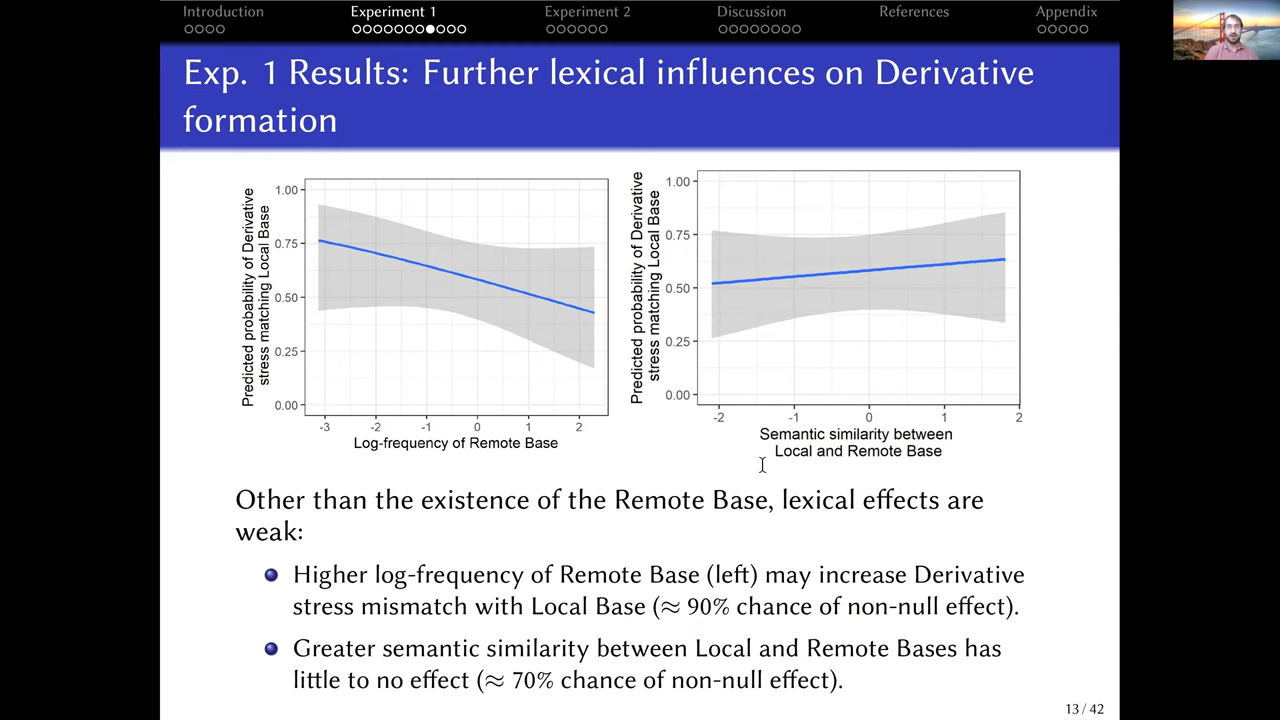 Introduction
Experiment 1
Experiment 2
Discussion
References
Appendix
Exp. 1 Results: Further lexical influences on Derivative
formation
Predicted probability of Derivative
stress matching Local Base
1.00
0.75
0.50
0.25
0.00
-3 -2 -1 0 1 2
Log-frequency of Remote Base
Predicted probability of Derivative
stress matching Local Base
1.00
0.75
0.50
0.25
0.00
-2 -1 0 1 2
Semantic similarity between
Local and Remote Base
Other than the existence of the Remote Base, lexical effects are
weak:
Higher log-frequency of Remote Base (left) may increase Derivative
stress mismatch with Local Base (≈ 90% chance of non-null effect).
Greater semantic similarity between Local and Remote Bases has
little to no effect (≈ 70% chance of non-null effect).
13 / 42